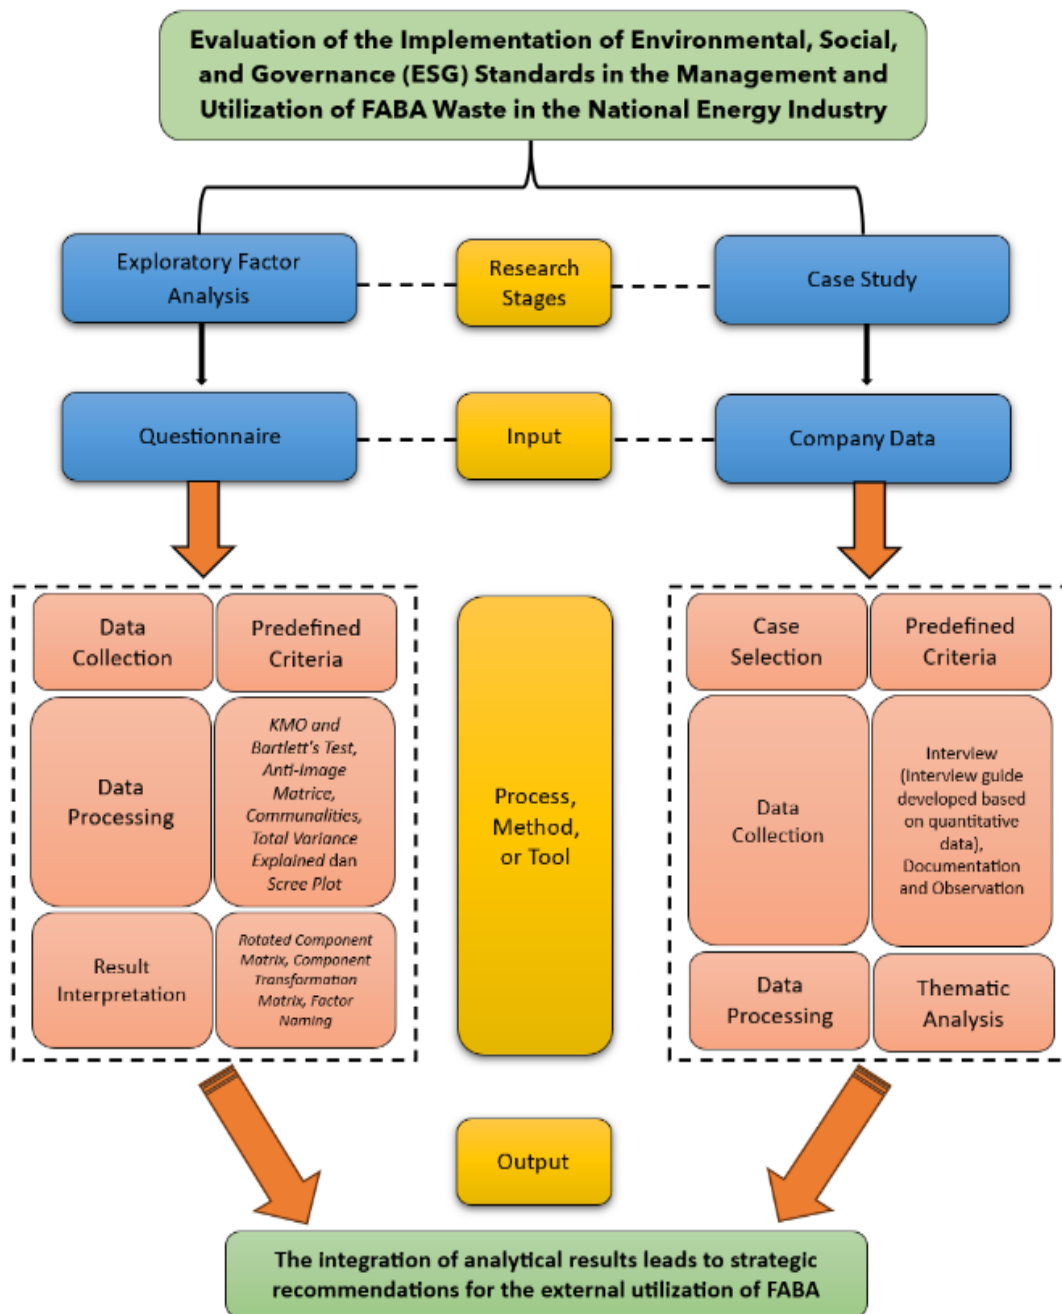 Evaluation of the Implementation of Environmental, Social,
and Governance (ESG) Standards in the Management and
Utilization of FABA Waste in the National Energy Industry
Exploratory Factor
Analysis
Research
Stages
Case Study
Questionnaire
Input
Company Data
Data
Collection
Predefined
Criteria
Data
Processing
KMO and
Bartlett's Test,
Anti-Image
Matrice,
Communalities,
Total Variance
Explained dan
Scree Plot
Result
Interpretation
Rotated Component
Matrix, Component
Transformation
Matrix, Factor
Naming
Process,
Method,
or Tool
Case
Selection
Predefined
Criteria
Data
Collection
Interview
(Interview guide
developed based
on quantitative
data),
Documentation
and Observation
Data
Processing
Thematic
Analysis
Output
The integration of analytical results leads to strategic
recommendations for the external utilization of FABA